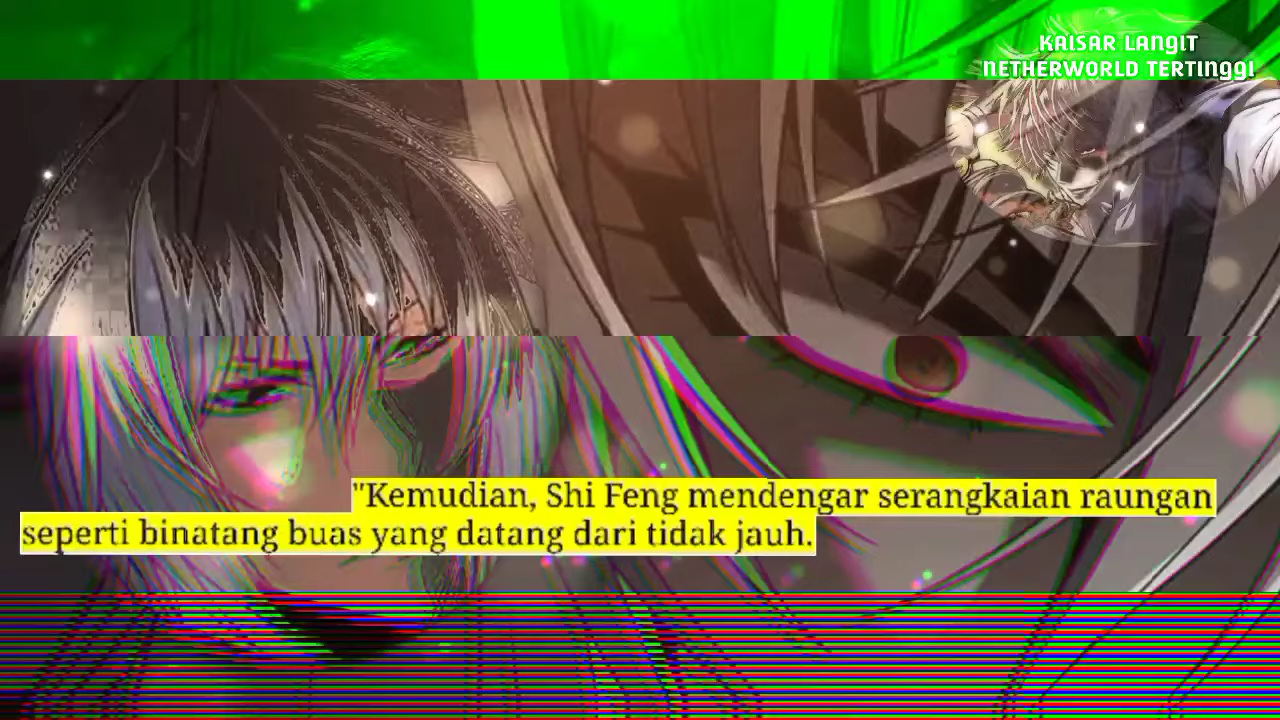 KAISAR LANGIT
NETHERWORLD TERTINGGI
"Kemudian, Shi Feng mendengar serangkaian raungan
seperti binatang buas yang datang dari tidak jauh.